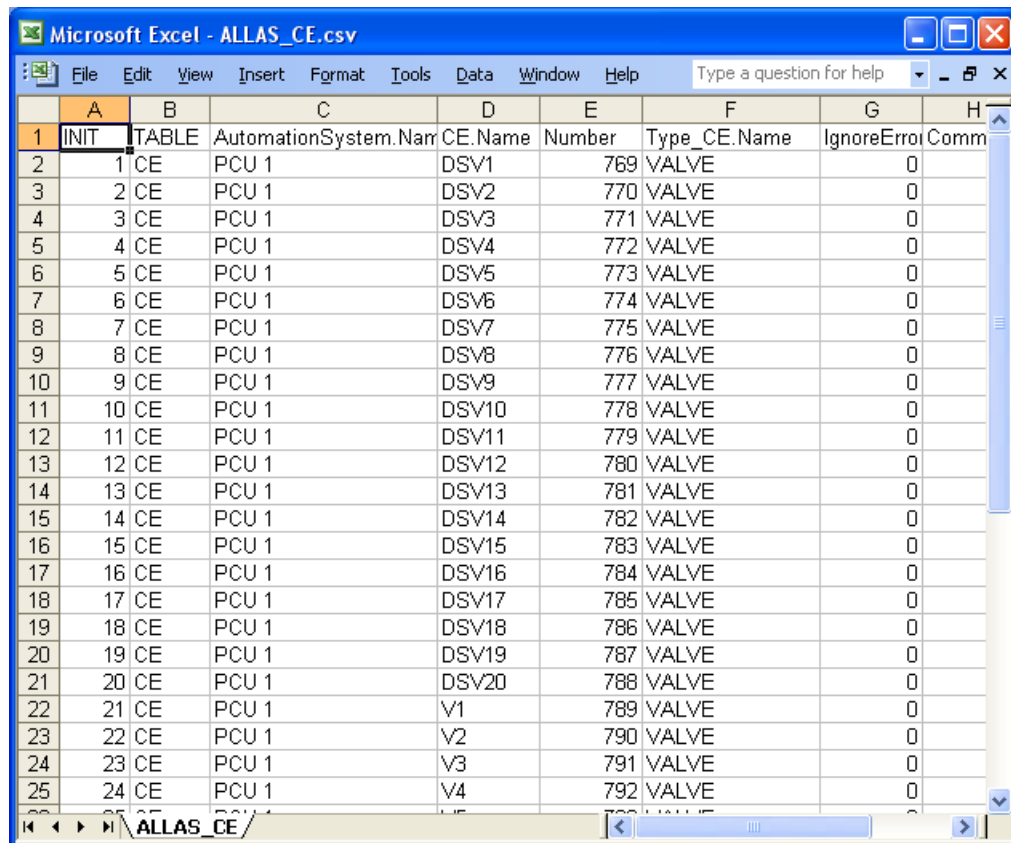 Microsoft Excel - ALLAS_CE.csv
File Edit View Insert Format Tools Data Window Help Type a question for help
A B C D E F G H
1 INIT TABLE AutomationSystem.Nam CE.Name Number Type_CE.Name IgnoreErro Comm
2 1 CE PCU 1 DSV1 769 VALVE 0
3 2 CE PCU 1 DSV2 770 VALVE 0
4 3 CE PCU 1 DSV3 771 VALVE 0
5 4 CE PCU 1 DSV4 772 VALVE 0
6 5 CE PCU 1 DSV5 773 VALVE 0
7 6 CE PCU 1 DSV6 774 VALVE 0
8 7 CE PCU 1 DSV7 775 VALVE 0
9 8 CE PCU 1 DSV8 776 VALVE 0
10 9 CE PCU 1 DSV9 777 VALVE 0
11 10 CE PCU 1 DSV10 778 VALVE 0
12 11 CE PCU 1 DSV11 779 VALVE 0
13 12 CE PCU 1 DSV12 780 VALVE 0
14 13 CE PCU 1 DSV13 781 VALVE 0
15 14 CE PCU 1 DSV14 782 VALVE 0
16 15 CE PCU 1 DSV15 783 VALVE 0
17 16 CE PCU 1 DSV16 784 VALVE 0
18 17 CE PCU 1 DSV17 785 VALVE 0
19 18 CE PCU 1 DSV18 786 VALVE 0
20 19 CE PCU 1 DSV19 787 VALVE 0
21 20 CE PCU 1 DSV20 788 VALVE 0
22 21 CE PCU 1 V1 789 VALVE 0
23 22 CE PCU 1 V2 790 VALVE 0
24 23 CE PCU 1 V3 791 VALVE 0
25 24 CE PCU 1 V4 792 VALVE 0
ALLAS_CE